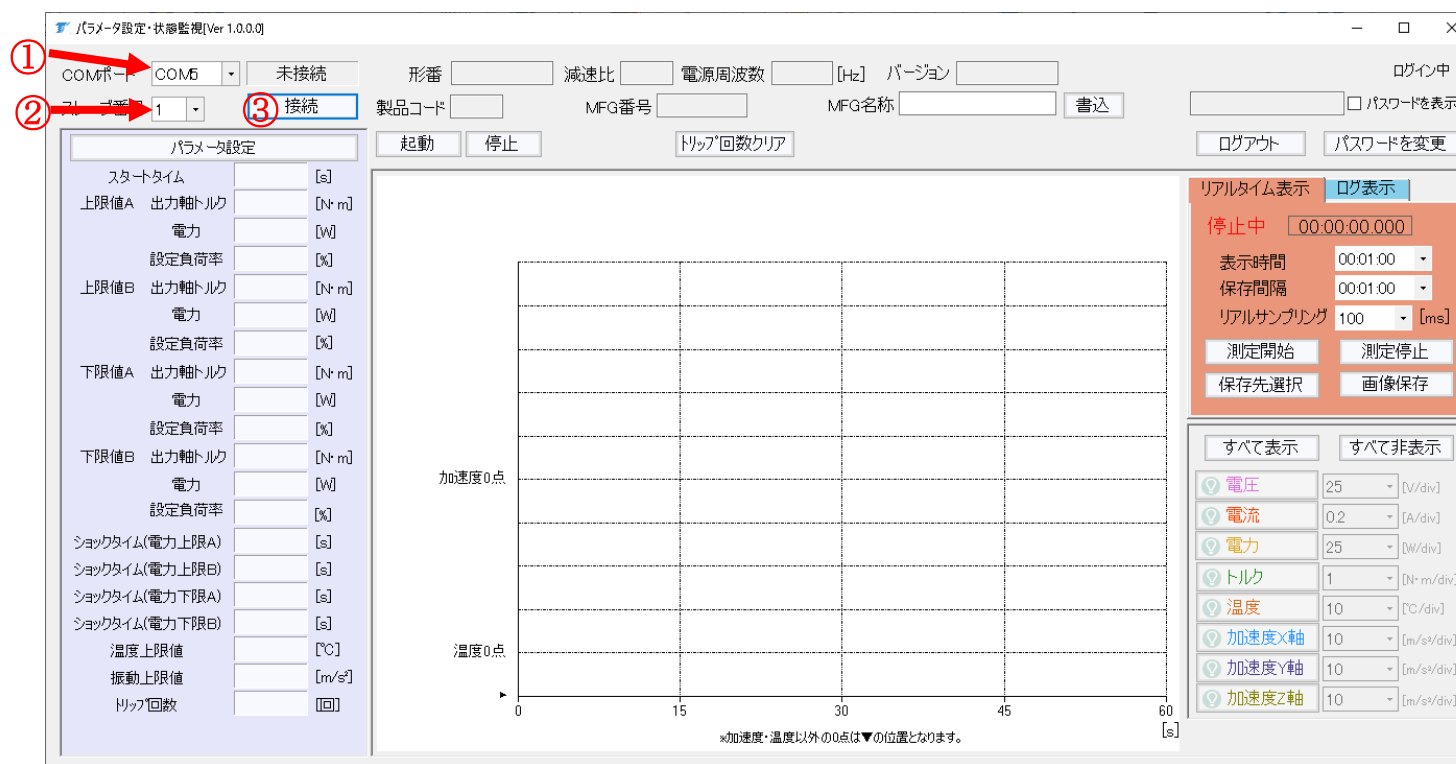 パラメータ設定・状態監視[Ver 1.0.0.0]
① COMポート COM5 未接続 形番 減速比 電源周波数 [Hz] バージョン ログイン中
② 1 ③ 接続 製品コード MFG番号 MFG名称 書込 パスワードを表示
パラメータ設定 起動 停止 トリップ回数クリア ログアウト パスワードを変更
スタートタイム [s]
上限値A 出力軸トルク [N・m]
電力 [W]
設定負荷率 [%]
上限値B 出力軸トルク [N・m]
電力 [W]
設定負荷率 [%]
下限値A 出力軸トルク [N・m]
電力 [W]
設定負荷率 [%]
下限値B 出力軸トルク [N・m]
電力 [W]
設定負荷率 [%]
ショックタイム(電力上限A) [s]
ショックタイム(電力上限B) [s]
ショックタイム(電力下限A) [s]
ショックタイム(電力下限B) [s]
温度上限値 [℃]
振動上限値 [m/s²]
トリップ回数 [回]
加速度0点
温度0点
0 15 30 45 60
[s]
※加速度・温度以外の0点は▼の位置となります。
リアルタイム表示 ログ表示
停止中 00:00:00.000
表示時間 00:01:00
保存間隔 00:01:00
リアルサンプリング 100 [ms]
測定開始 測定停止
保存先選択 画像保存
すべて表示 すべて非表示
電圧 25 [V/div]
電流 0.2 [A/div]
電力 25 [W/div]
トルク 1 [N・m/div]
温度 10 [℃/div]
加速度X軸 10 [m/s²/div]
加速度Y軸 10 [m/s²/div]
加速度Z軸 10 [m/s²/div]